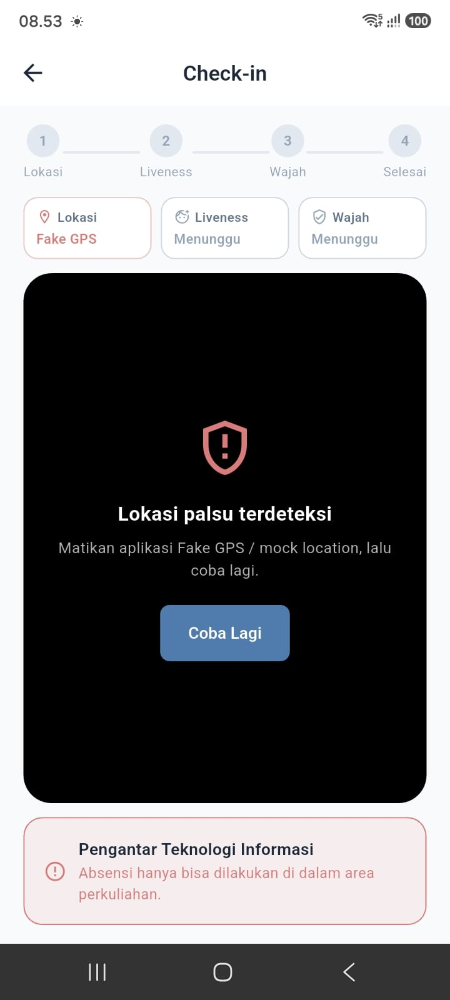 08.53
5
100
Check-in
1
2
3
4
Lokasi
Liveness
Wajah
Selesai
Lokasi
Fake GPS
Liveness
Menunggu
Wajah
Menunggu
Lokasi palsu terdeteksi
Matikan aplikasi Fake GPS / mock location, lalu
coba lagi.
Coba Lagi
Pengantar Teknologi Informasi
Absensi hanya bisa dilakukan di dalam area
perkuliahan.